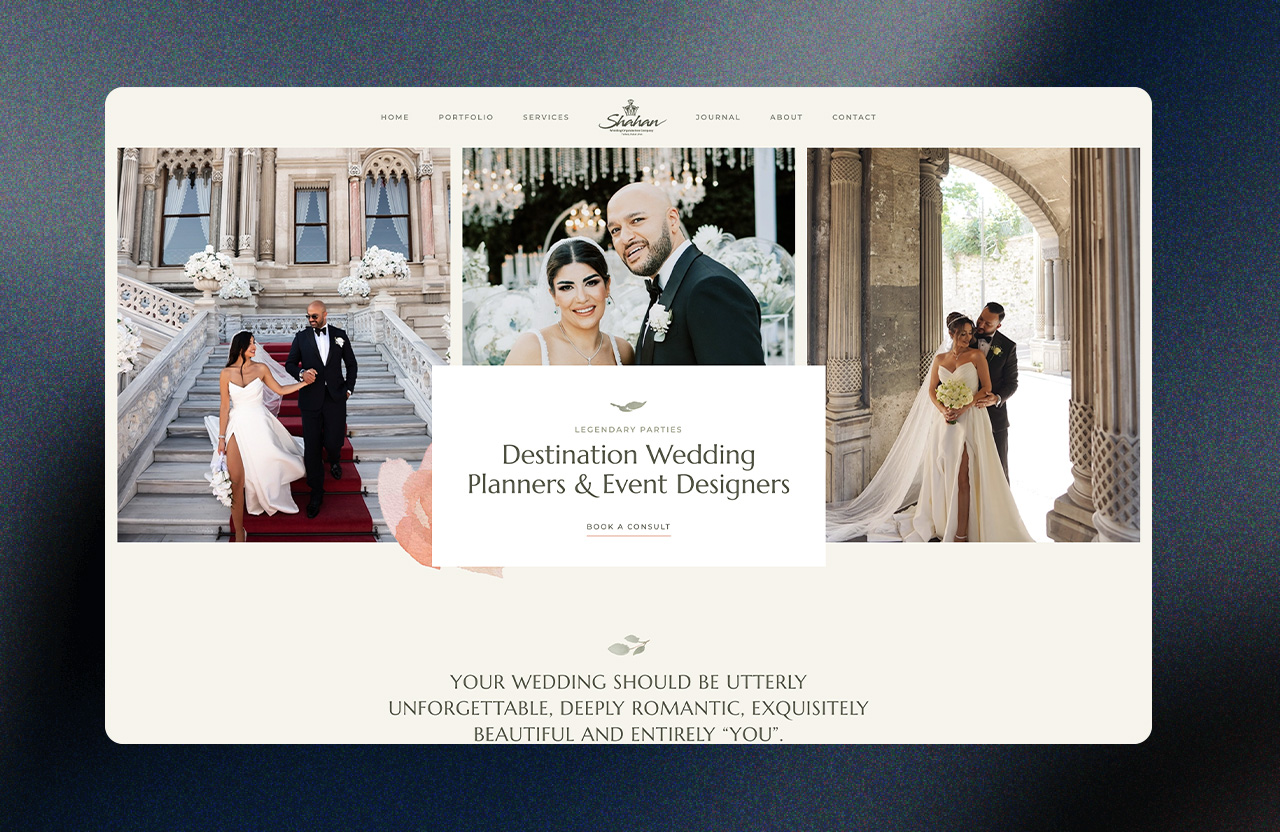 HOME PORTFOLIO SERVICES Shahan JOURNAL ABOUT CONTACT
LEGENDARY PARTIES
Destination Wedding
Planners & Event Designers
BOOK A CONSULT
YOUR WEDDING SHOULD BE UTTERLY
UNFORGETTABLE, DEEPLY ROMANTIC, EXQUISITELY
BEAUTIFUL AND ENTIRELY “YOU”.